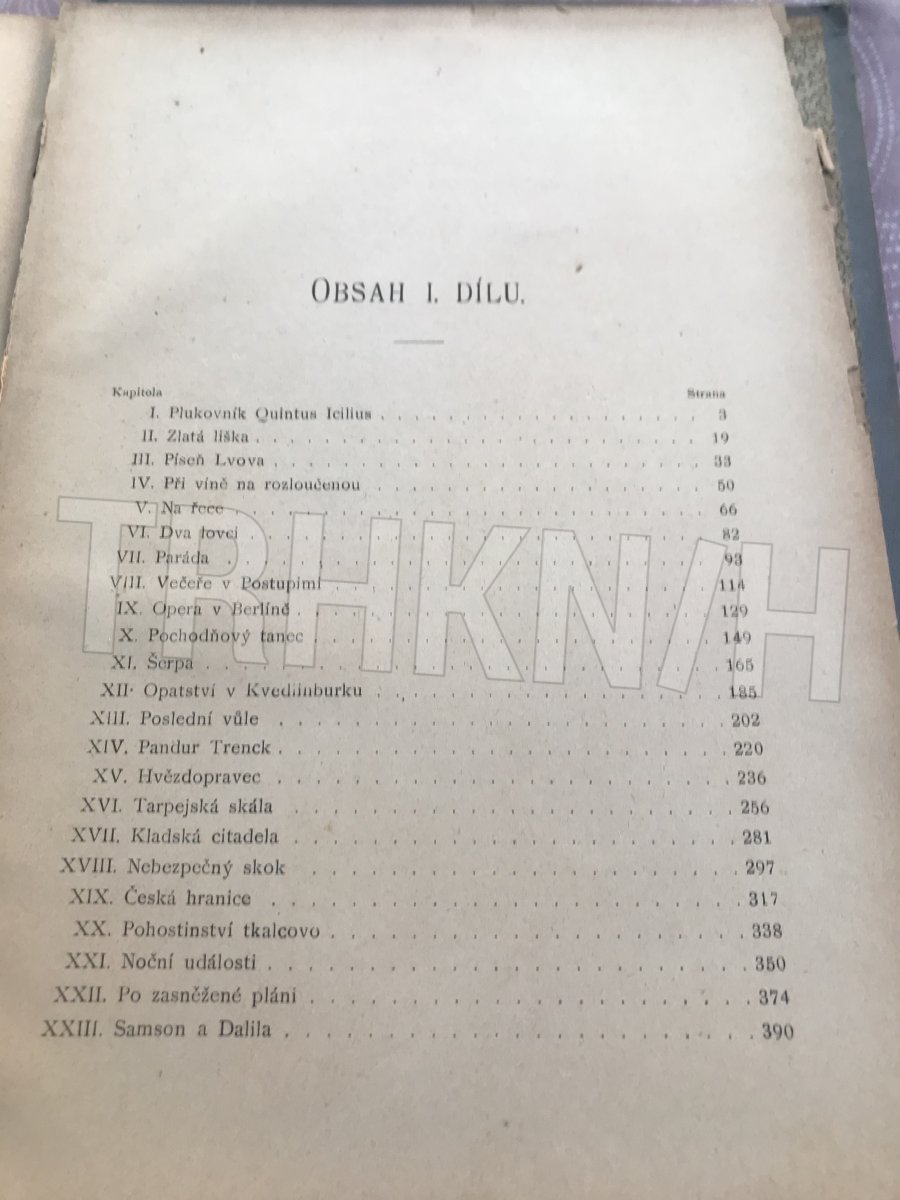 OBSAH I. DÍLU.
Kapitola Strana
I. Plukovník Quintus Icilius . . . . . . . . . . . . . . . . 3
II. Zlatá liška . . . . . . . . . . . . . . . . . . . . . . 19
III. Píseň Lvova . . . . . . . . . . . . . . . . . . . . . 33
IV. Při víně na rozloučenou . . . . . . . . . . . . . . . . 50
V. Na řece . . . . . . . . . . . . . . . . . . . . . . . . 66
VI. Dva lovci . . . . . . . . . . . . . . . . . . . . . . . 82
VII. Paráda . . . . . . . . . . . . . . . . . . . . . . . . 93
VIII. Večeře v Postupimi . . . . . . . . . . . . . . . . . . 114
IX. Opera v Berlíně . . . . . . . . . . . . . . . . . . . . 129
X. Pochodňový tanec . . . . . . . . . . . . . . . . . . . . 149
XI. Šerpa . . . . . . . . . . . . . . . . . . . . . . . . . 165
XII. Opatství v Kvedlinburku . . . . . . . . . . . . . . . . 185
XIII. Poslední vůle . . . . . . . . . . . . . . . . . . . . 202
XIV. Pandur Trenck . . . . . . . . . . . . . . . . . . . . . 220
XV. Hvězdopravec . . . . . . . . . . . . . . . . . . . . . . 236
XVI. Tarpejská skála . . . . . . . . . . . . . . . . . . . . 256
XVII. Kladská citadela . . . . . . . . . . . . . . . . . . . 281
XVIII. Nebezpečný skok . . . . . . . . . . . . . . . . . . . 297
XIX. Česká hranice . . . . . . . . . . . . . . . . . . . . . 317
XX. Pohostinství tkalcovo . . . . . . . . . . . . . . . . . 338
XXI. Noční události . . . . . . . . . . . . . . . . . . . . 350
XXII. Po zasněžené pláni . . . . . . . . . . . . . . . . . . 374
XXIII. Samson a Dalila . . . . . . . . . . . . . . . . . . . 390
TRHKNIH